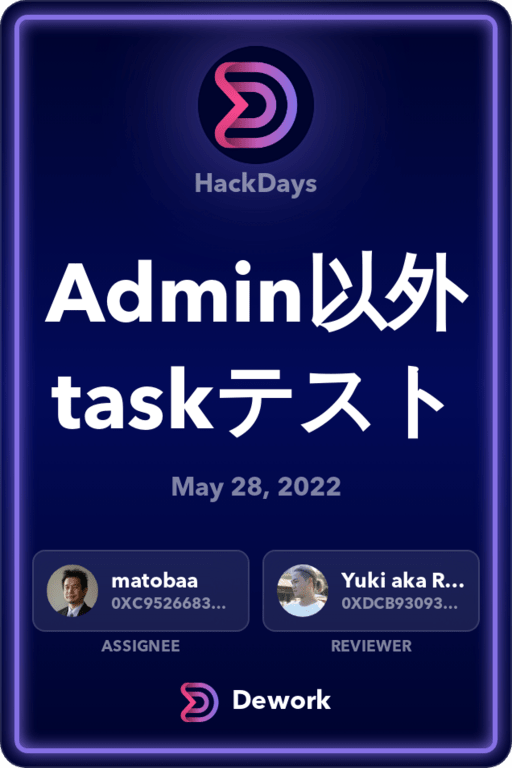 HackDays
Admin以外
taskテスト
May 28, 2022
matobaa
0XC9526683...
ASSIGNEE
Yuki aka R...
0XDCB93093...
REVIEWER
Dework